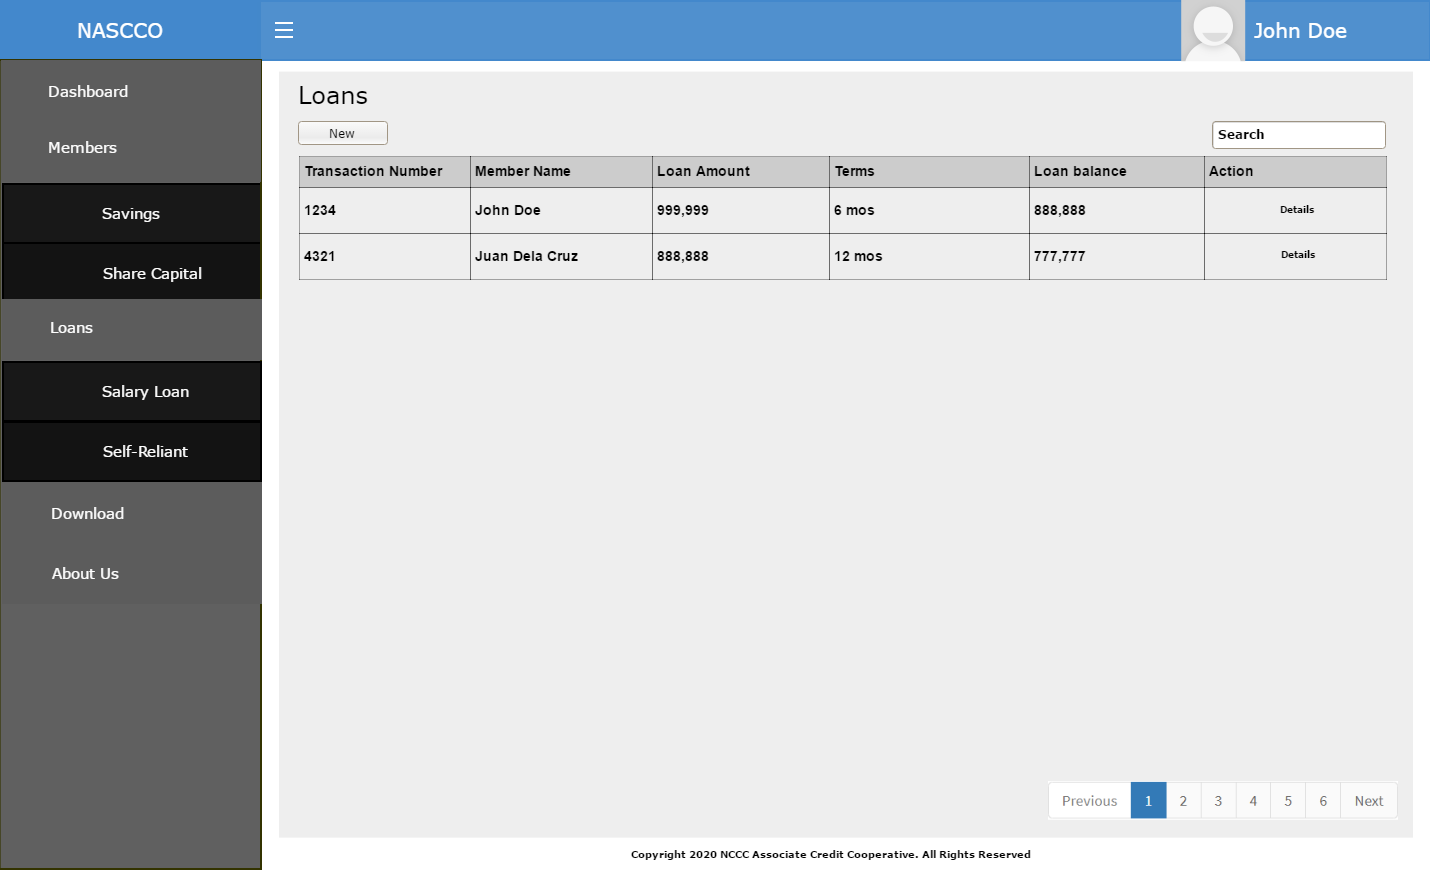 NASCCO
John Doe
Dashboard
Members
Savings
Share Capital
Loans
Salary Loan
Self-Reliant
Download
About Us
Loans
New
Search
Transaction Number Member Name Loan Amount Terms Loan balance Action
1234 John Doe 999,999 6 mos 888,888 Details
4321 Juan Dela Cruz 888,888 12 mos 777,777 Details
Previous 1 2 3 4 5 6 Next
Copyright 2020 NCCC Associate Credit Cooperative. All Rights Reserved